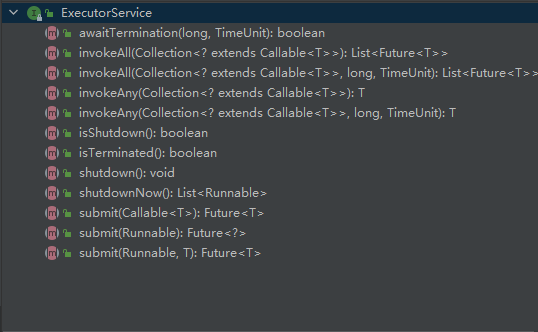 ExecutorService
awaitTermination(long, TimeUnit): boolean
invokeAll(Collection<? extends Callable<T>>): List<Future<T>>
invokeAll(Collection<? extends Callable<T>>, long, TimeUnit): List<Future<T>>
invokeAny(Collection<? extends Callable<T>>): T
invokeAny(Collection<? extends Callable<T>>, long, TimeUnit): T
isShutdown(): boolean
isTerminated(): boolean
shutdown(): void
shutdownNow(): List<Runnable>
submit(Callable<T>): Future<T>
submit(Runnable): Future<?>
submit(Runnable, T): Future<T>